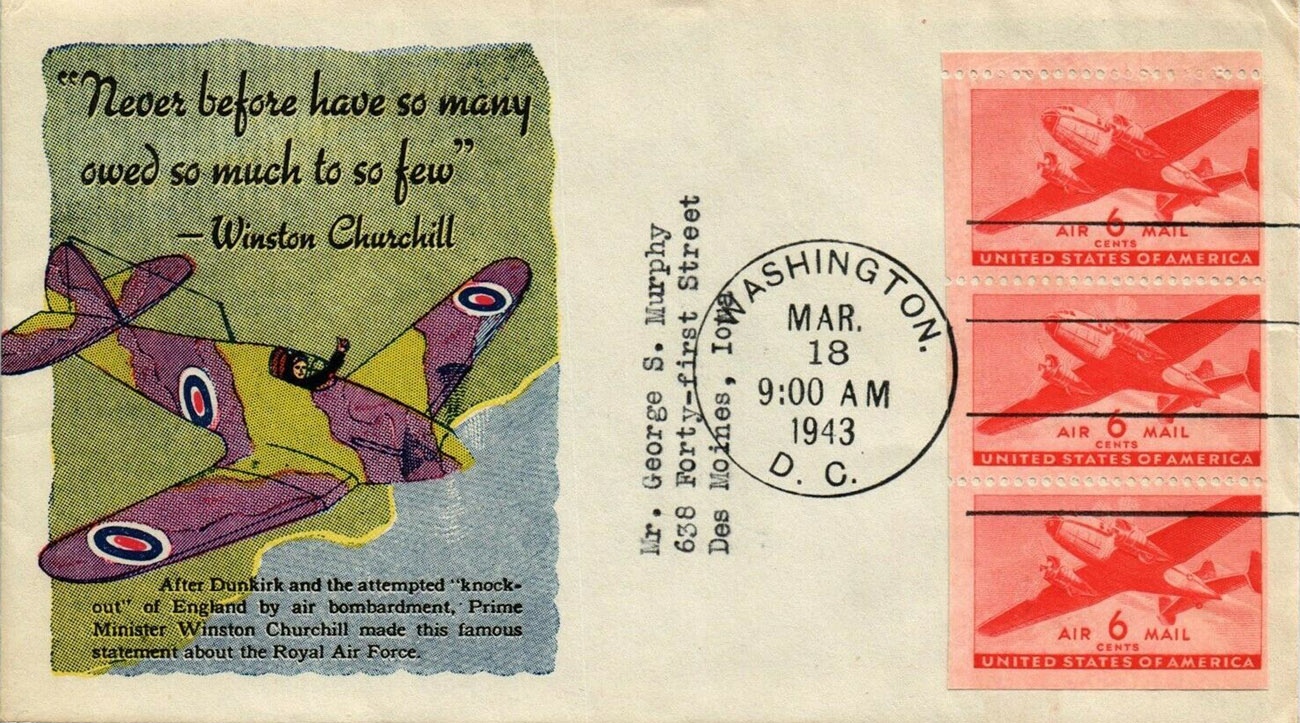 “Never before have so many
owed so much to so few”
—Winston Churchill
After Dunkirk and the attempted “knock-
out” of England by air bombardment, Prime
Minister Winston Churchill made this famous
statement about the Royal Air Force.
Mr. George S. Murphy
638 Forty-first Street
Des Moines, Iowa
WASHINGTON.
MAR.
18
9:00 AM
1943
D. C.
AIR 6 MAIL
CENTS
UNITED STATES OF AMERICA
AIR 6 MAIL
CENTS
UNITED STATES OF AMERICA
AIR 6 MAIL
CENTS
UNITED STATES OF AMERICA